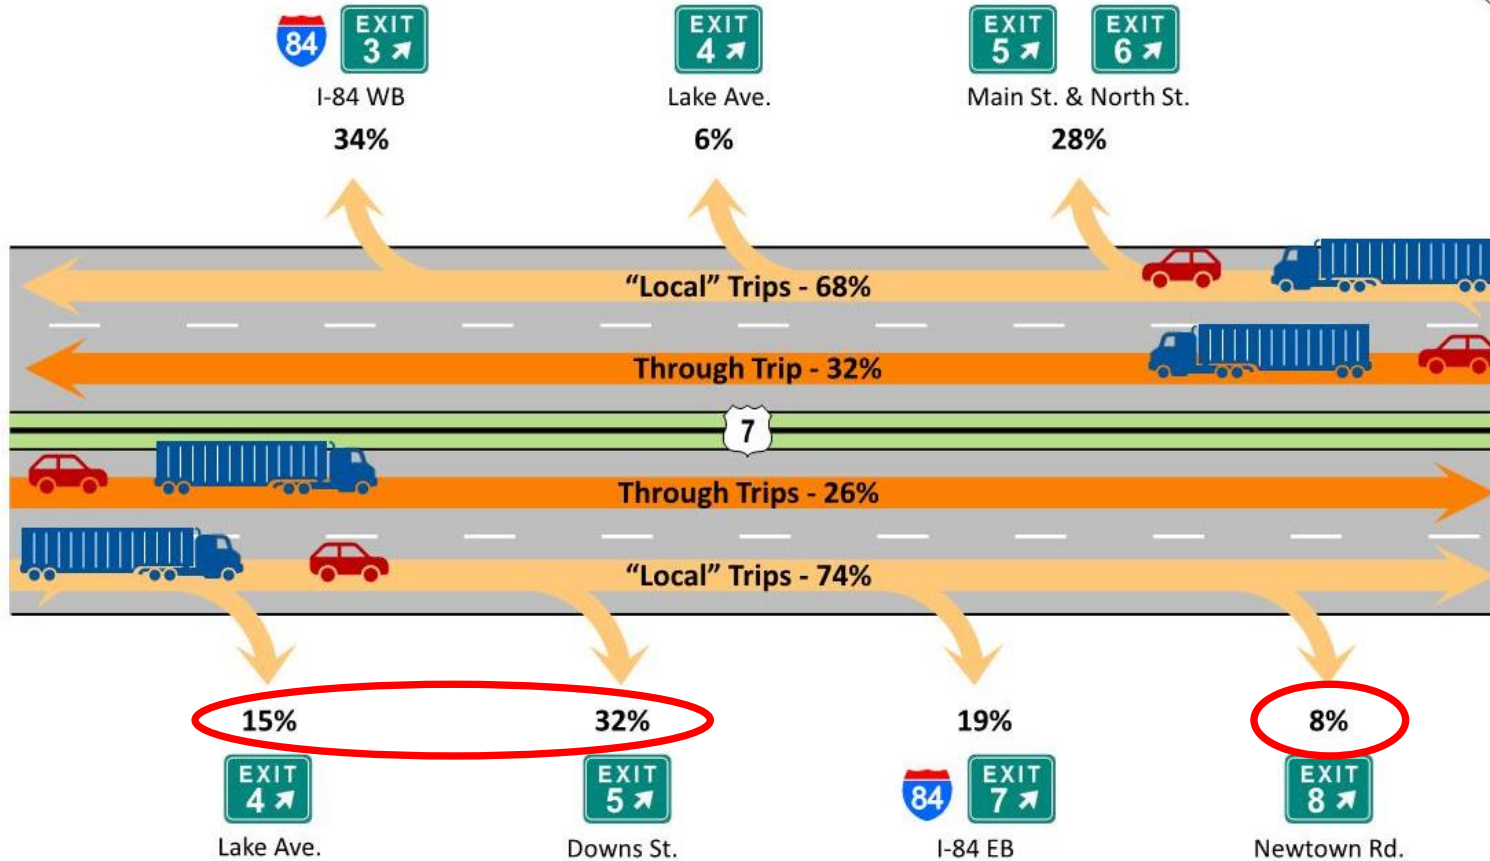 84
EXIT
3
EXIT
4
EXIT
5
EXIT
6
I-84 WB
Lake Ave.
Main St. & North St.
34%
6%
28%
“Local” Trips - 68%
Through Trip - 32%
7
Through Trips - 26%
“Local” Trips - 74%
15%
32%
19%
8%
EXIT
4
EXIT
5
84
EXIT
7
EXIT
8
Lake Ave.
Downs St.
I-84 EB
Newtown Rd.